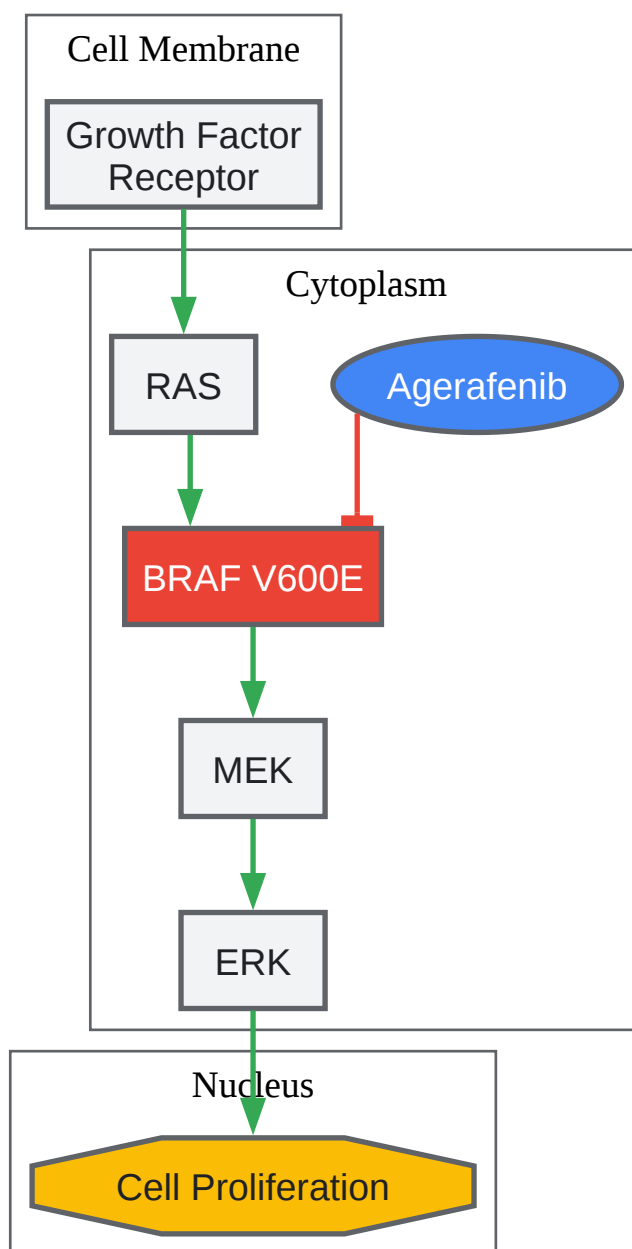 Cell Membrane
Growth Factor
Receptor
Cytoplasm
RAS
Agerafenib
BRAF V600E
MEK
ERK
Nucleus
Cell Proliferation